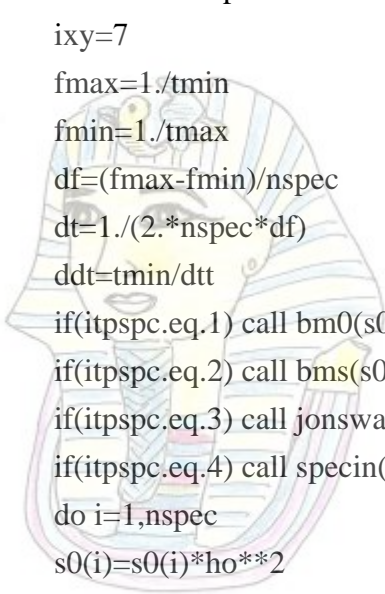 ixy=7
fmax=1./tmin
fmin=1./tmax
df=(fmax-fmin)/nspec
dt=1./(2.*nspec*df)
ddt=tmin/dtt
if(itpspc.eq.1) call bm0(s0
if(itpspc.eq.2) call bms(s0
if(itpspc.eq.3) call jonswa
if(itpspc.eq.4) call specin(
do i=1,nspec
s0(i)=s0(i)*ho**2